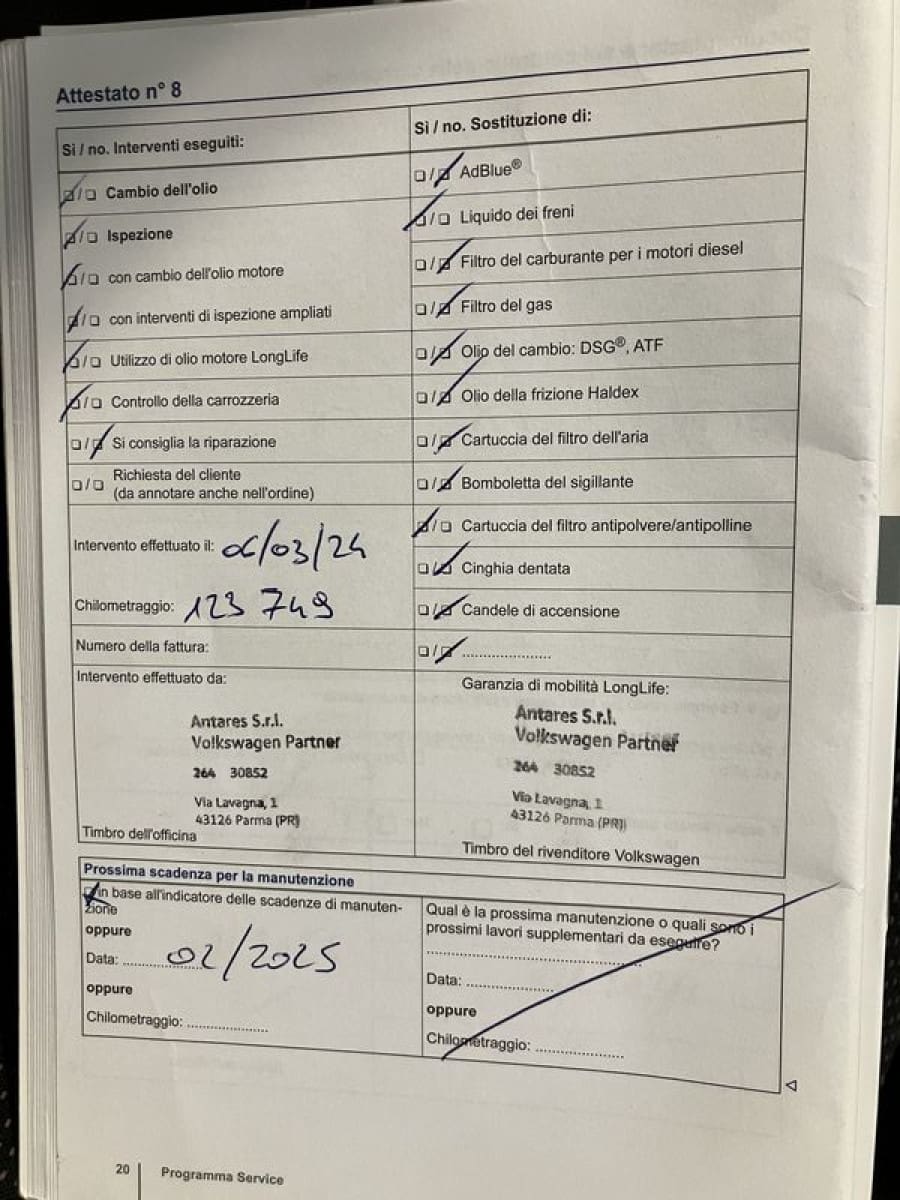 Attestato n° 8
Sì / no. Interventi eseguiti:
☑/☐ Cambio dell'olio
☑/☐ Ispezione
☑/☐ con cambio dell'olio motore
☑/☐ con interventi di ispezione ampliati
☑/☐ Utilizzo di olio motore LongLife
☑/☐ Controllo della carrozzeria
☐/☑ Si consiglia la riparazione
☐/☐ Richiesta del cliente
(da annotare anche nell'ordine)
Intervento effettuato il: 06/03/24
Chilometraggio: 123 749
Numero della fattura:
Intervento effettuato da:
Antares S.r.l.
Volkswagen Partner
264 30852
Via Lavagna, 1
43126 Parma (PR)
Timbro dell'officina
Sì / no. Sostituzione di:
☐/☑ AdBlue®
☑/☐ Liquido dei freni
☐/☑ Filtro del carburante per i motori diesel
☐/☑ Filtro del gas
☐/☑ Olio del cambio: DSG®, ATF
☐/☑ Olio della frizione Haldex
☐/☑ Cartuccia del filtro dell'aria
☐/☑ Bomboletta del sigillante
☑/☐ Cartuccia del filtro antipolvere/antipolline
☐/☑ Cinghia dentata
☐/☑ Candele di accensione
☐/☑ ....................
Garanzia di mobilità LongLife:
Antares S.r.l.
Volkswagen Partner
264 30852
Via Lavagna, 1
43126 Parma (PR)
Timbro del rivenditore Volkswagen
Prossima scadenza per la manutenzione
☑ in base all'indicatore delle scadenze di manuten-
zione
oppure
Data: 02/2025
oppure
Chilometraggio: ....................
Qual è la prossima manutenzione o quali sono i
prossimi lavori supplementari da eseguire?
Data: ....................
oppure
Chilometraggio: ....................
20 Programma Service